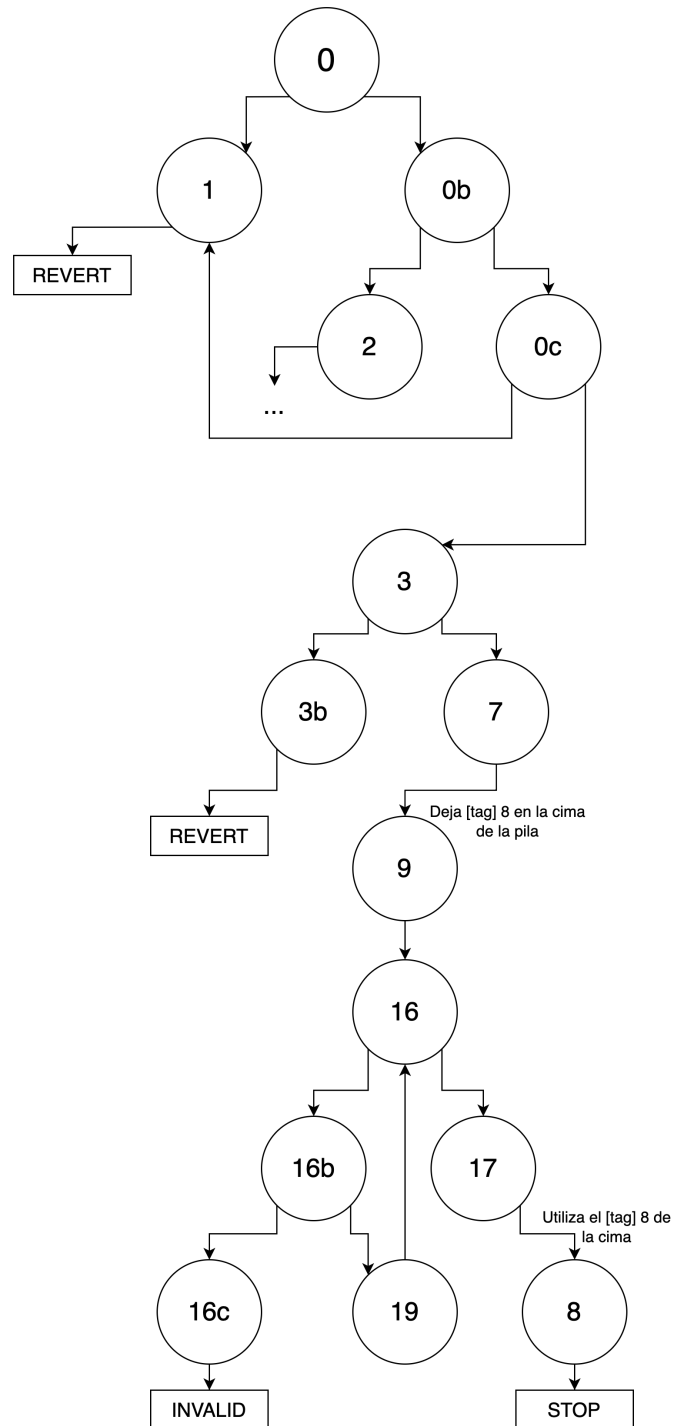 0
1
0b
REVERT
2
0c
...
3
3b
7
Deja [tag] 8 en la cima
de la pila
REVERT
9
16
16b
17
Utiliza el [tag] 8 de
la cima
16c
19
8
INVALID
STOP